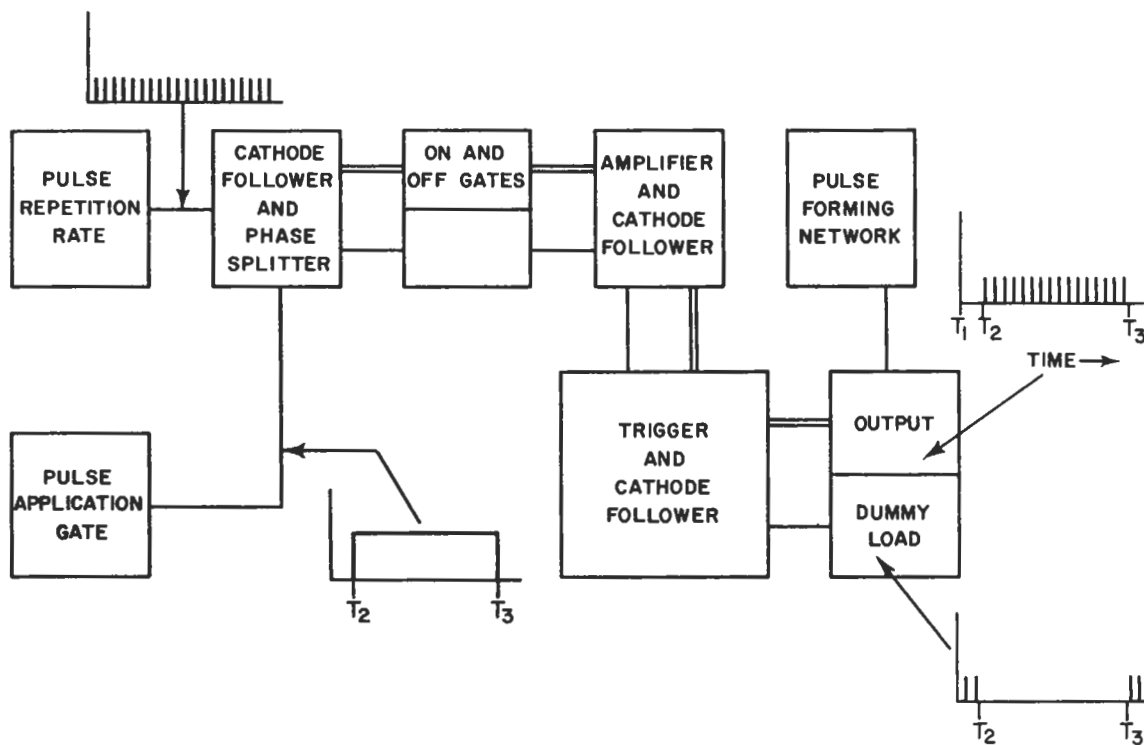 PULSE
REPETITION
RATE
CATHODE
FOLLOWER
AND
PHASE
SPLITTER
ON AND
OFF GATES
AMPLIFIER
AND
CATHODE
FOLLOWER
PULSE
FORMING
NETWORK
T1 T2 T3
TIME
PULSE
APPLICATION
GATE
T2 T3
TRIGGER
AND
CATHODE
FOLLOWER
OUTPUT
DUMMY
LOAD
T2 T3